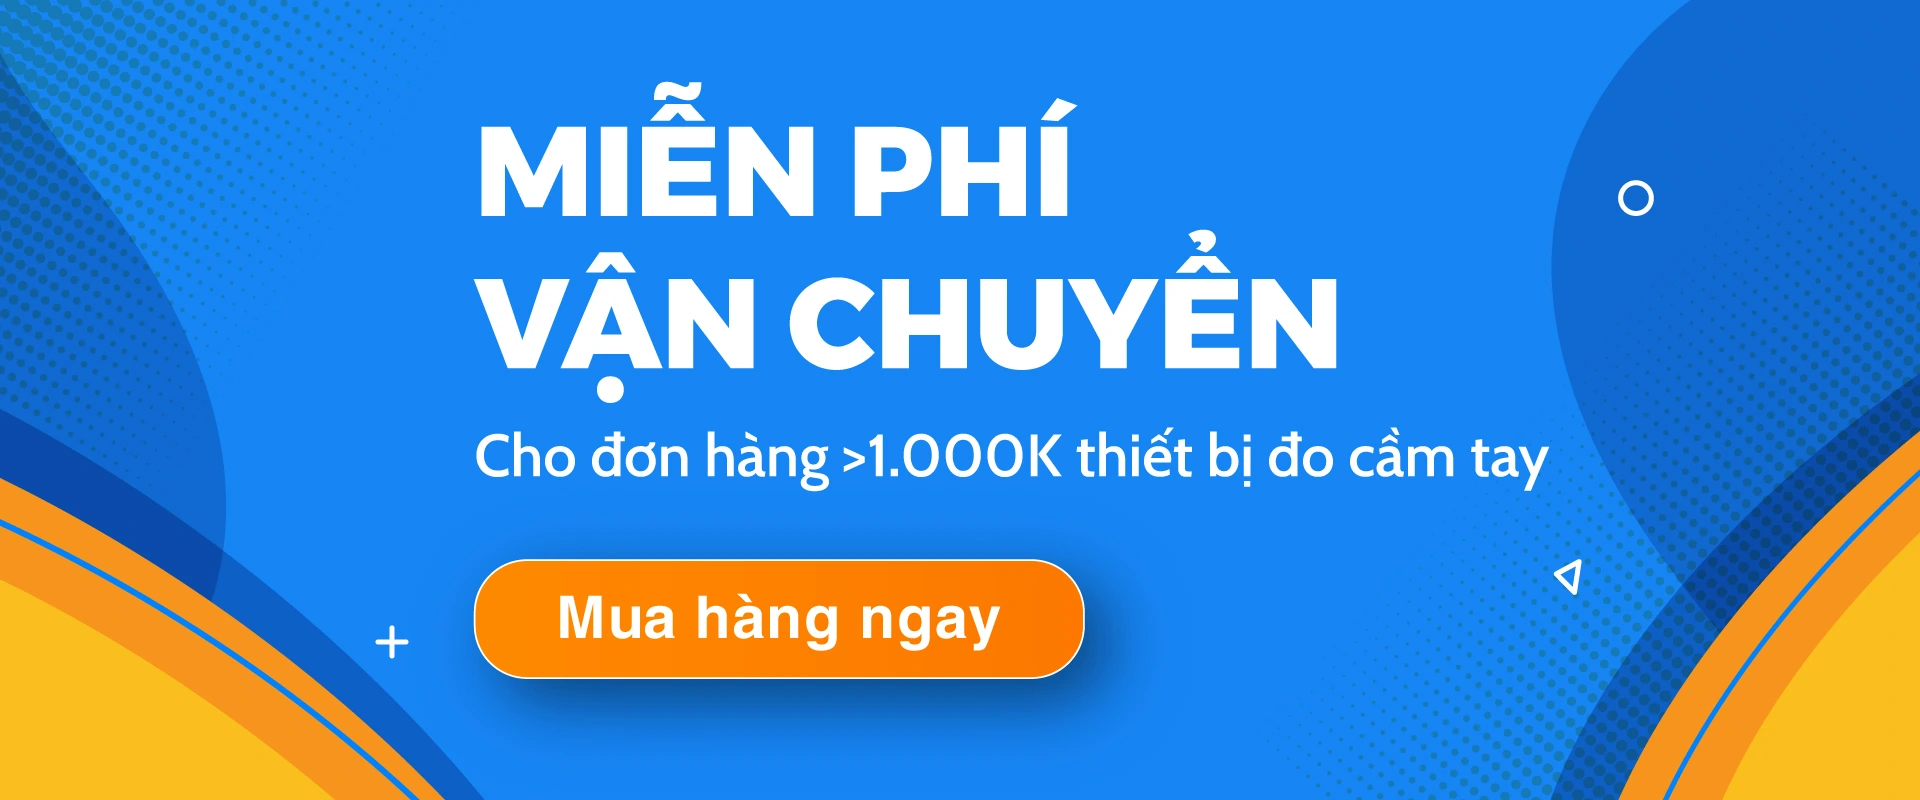 MIỄN PHÍ
VẬN CHUYỂN
Cho đơn hàng >1.000K thiết bị đo cầm tay
Mua hàng ngay